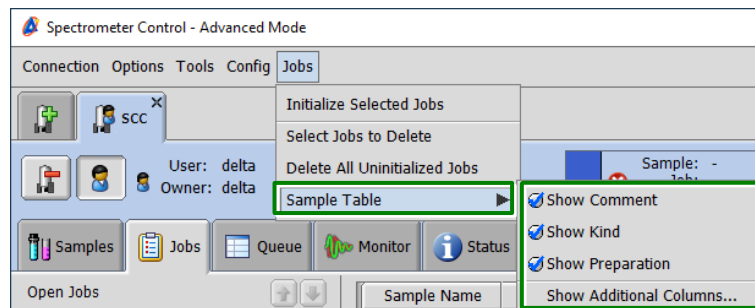 Spectrometer Control - Advanced Mode
Connection Options Tools Config Jobs
Initialize Selected Jobs
Select Jobs to Delete
Delete All Uninitialized Jobs
Sample Table
Show Comment
Show Kind
Show Preparation
Show Additional Columns...
scc
User: delta
Owner: delta
Sample: -
Job:
Samples Jobs Queue Monitor Status
Open Jobs
Sample Name